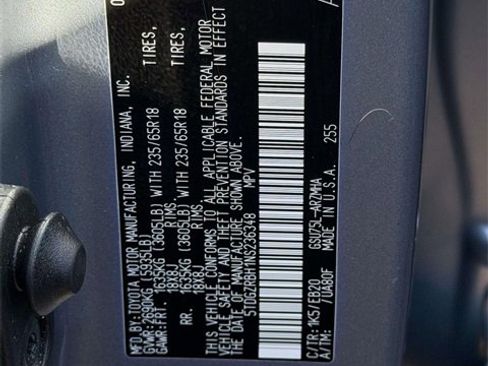 MFD.BY:TOYOTA MOTOR MANUFACTURING, INDIANA, INC.
GVWR:2690KG(5935LB)
GAWR:FRT. 1635KG (3605LB) WITH 235/65R18 TIRES,
18X8J RIMS
RR. 1635KG (3605LB) WITH 235/65R18 TIRES,
18X8J RIMS
THIS VEHICLE CONFORMS TO ALL APPLICABLE FEDERAL MOTOR
VEHICLE SAFETY AND THEFT PREVENTION STANDARDS IN EFFECT
ON THE DATE OF MANUFACTURE SHOWN ABOVE.
5TDGZRBH1NS236348 MPV
C/TR:1K5/EB20 GSU75L-ARZMHA
A/TM: /UA80F MADE IN U.S.A. 255